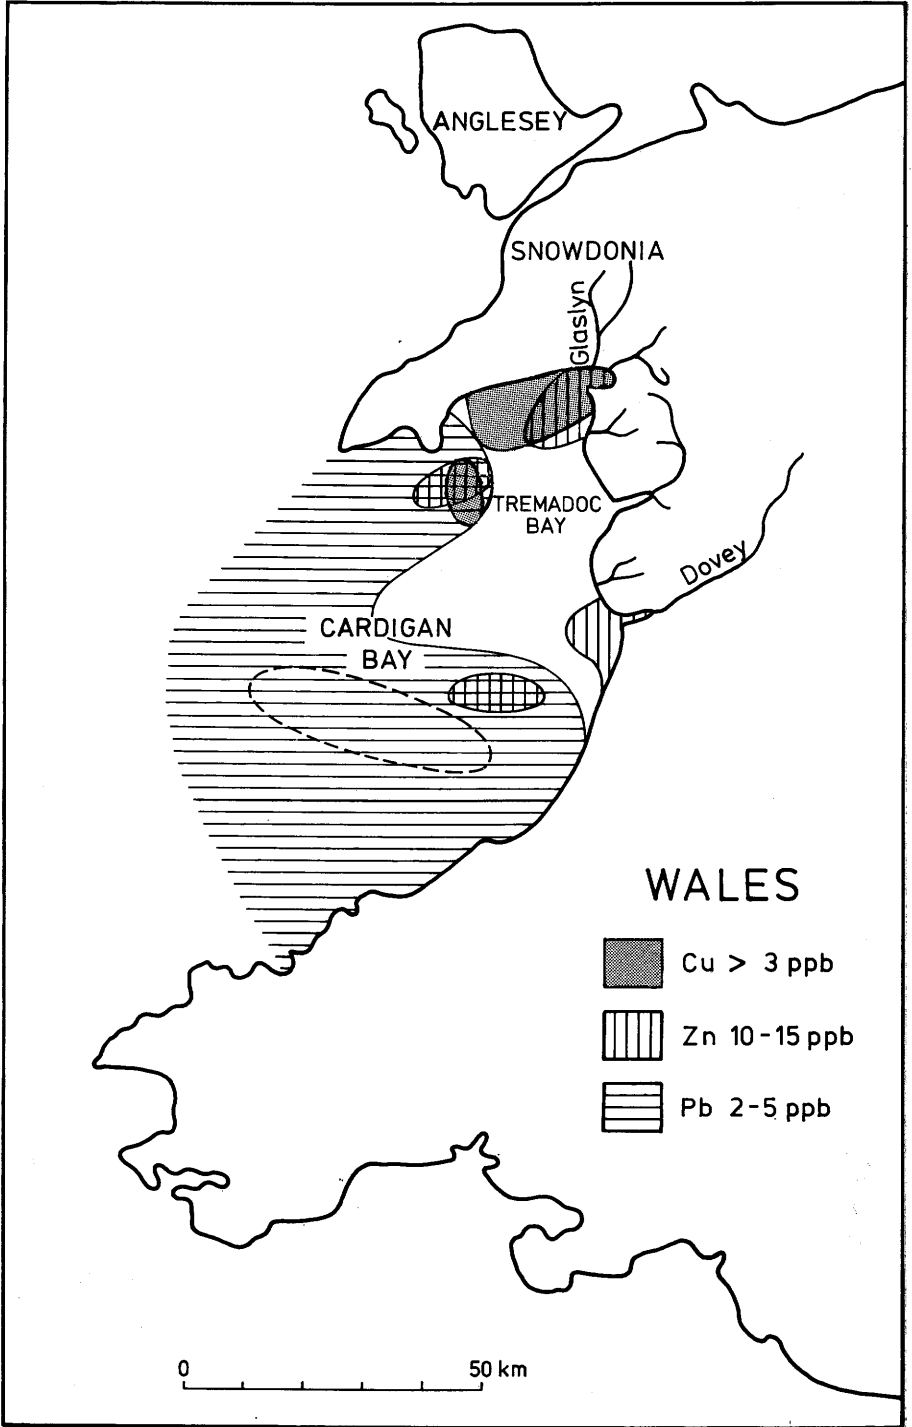 ANGLESEY
SNOWDONIA
Glaslyn
TREMADOC
BAY
Dovey
CARDIGAN
BAY
WALES
Cu > 3 ppb
Zn 10-15 ppb
Pb 2-5 ppb
0 50 km